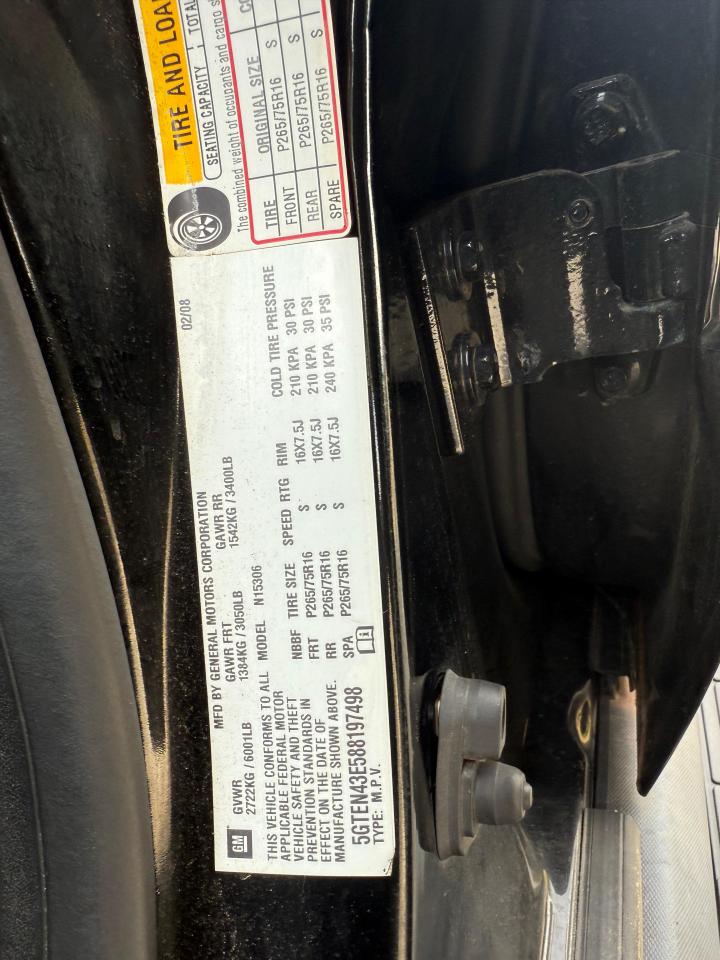 TIRE AND LOA
SEATING CAPACITY TOTAL
The combined weight of occupants and cargo s
TIRE ORIGINAL SIZE
FRONT P265/75R16 S
REAR P265/75R16 S
SPARE P265/75R16 S
02/08
MFD BY GENERAL MOTORS CORPORATION
GM
GVWR GAWR FRT GAWR RR
2722KG / 6001LB 1384KG / 3050LB 1542KG / 3400LB
THIS VEHICLE CONFORMS TO ALL
APPLICABLE FEDERAL MOTOR
VEHICLE SAFETY AND THEFT
PREVENTION STANDARDS IN
EFFECT ON THE DATE OF
MANUFACTURE SHOWN ABOVE.
5GTEN43E588197498
TYPE: M.P.V.
MODEL N15306
NBBF TIRE SIZE SPEED RTG RIM COLD TIRE PRESSURE
FRT P265/75R16 S 16X7.5J 210 KPA 30 PSI
RR P265/75R16 S 16X7.5J 210 KPA 30 PSI
SPA P265/75R16 S 16X7.5J 240 KPA 35 PSI